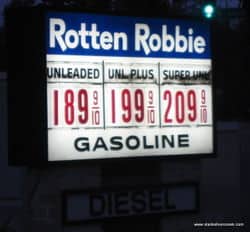 Rotten Robbie
UNLEADED UNL. PLUS SUPER UNL
189 9/10 199 9/10 209 9/10
GASOLINE
DIESEL